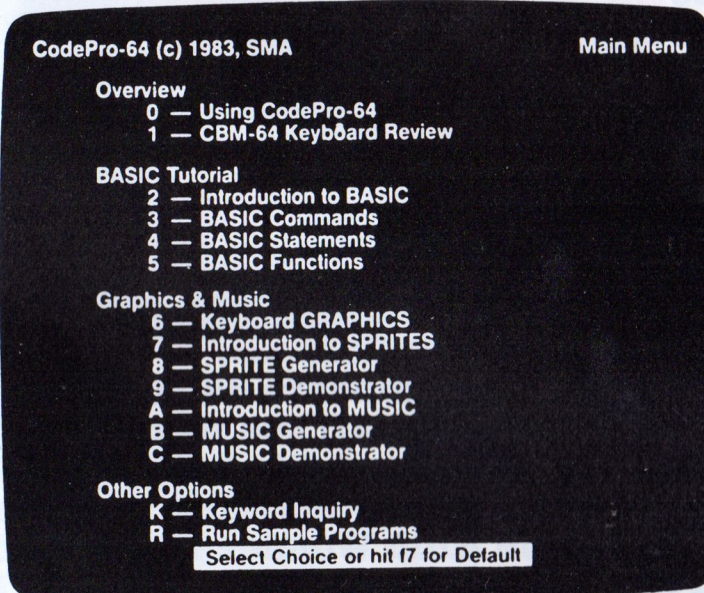 CodePro-64 (c) 1983, SMA Main Menu
Overview
0 — Using CodePro-64
1 — CBM-64 Keyboard Review
BASIC Tutorial
2 — Introduction to BASIC
3 — BASIC Commands
4 — BASIC Statements
5 — BASIC Functions
Graphics & Music
6 — Keyboard GRAPHICS
7 — Introduction to SPRITES
8 — SPRITE Generator
9 — SPRITE Demonstrator
A — Introduction to MUSIC
B — MUSIC Generator
C — MUSIC Demonstrator
Other Options
K — Keyword Inquiry
R — Run Sample Programs
Select Choice or hit f7 for Default